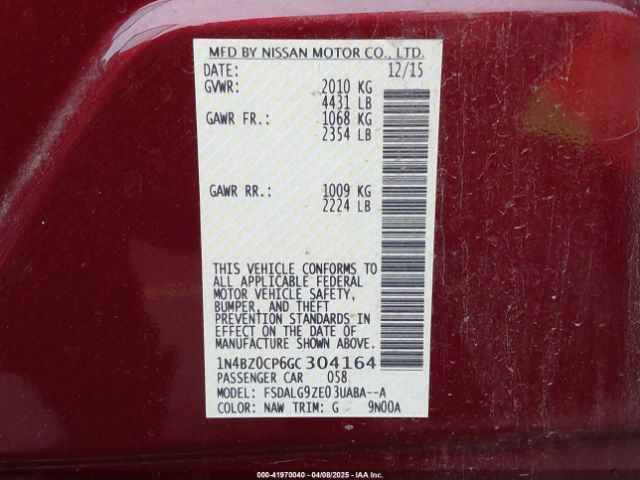 MFD BY NISSAN MOTOR CO., LTD.
DATE: 12/15
GVWR: 2010 KG
4431 LB
GAWR FR.: 1068 KG
2354 LB
GAWR RR.: 1009 KG
2224 LB
THIS VEHICLE CONFORMS TO
ALL APPLICABLE FEDERAL
MOTOR VEHICLE SAFETY,
BUMPER, AND THEFT
PREVENTION STANDARDS IN
EFFECT ON THE DATE OF
MANUFACTURE SHOWN ABOVE.
1N4BZ0CP6GC 304164
PASSENGER CAR 058
MODEL: FSDALG9ZE03UABA--A
COLOR: NAW TRIM: G 9N00A
000-41970040 04/08/2025 IAA Inc.